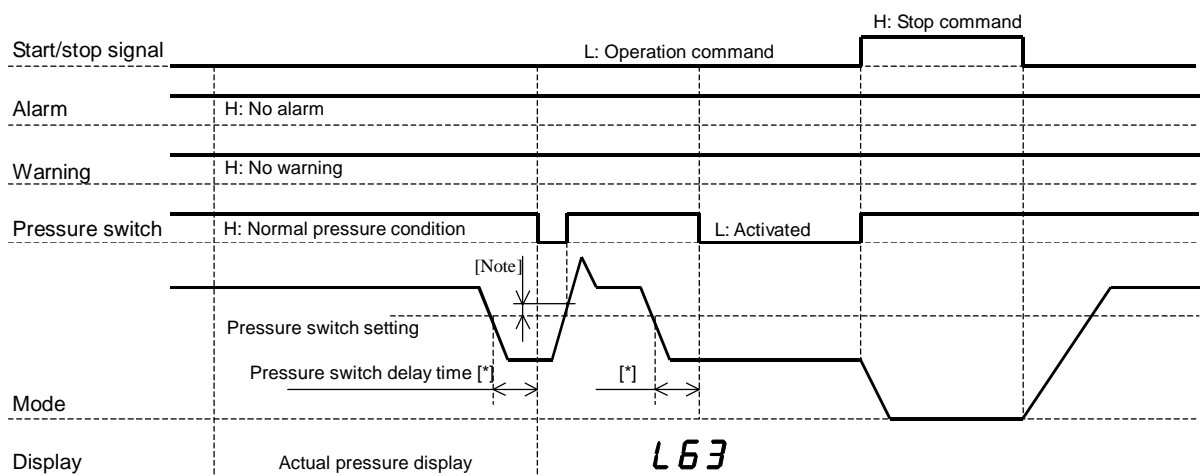 H: Stop command
Start/stop signal
L: Operation command
Alarm
H: No alarm
Warning
H: No warning
Pressure switch
H: Normal pressure condition
L: Activated
[Note]
Pressure switch setting
Pressure switch delay time [*]
[*]
Mode
Display
Actual pressure display
L63